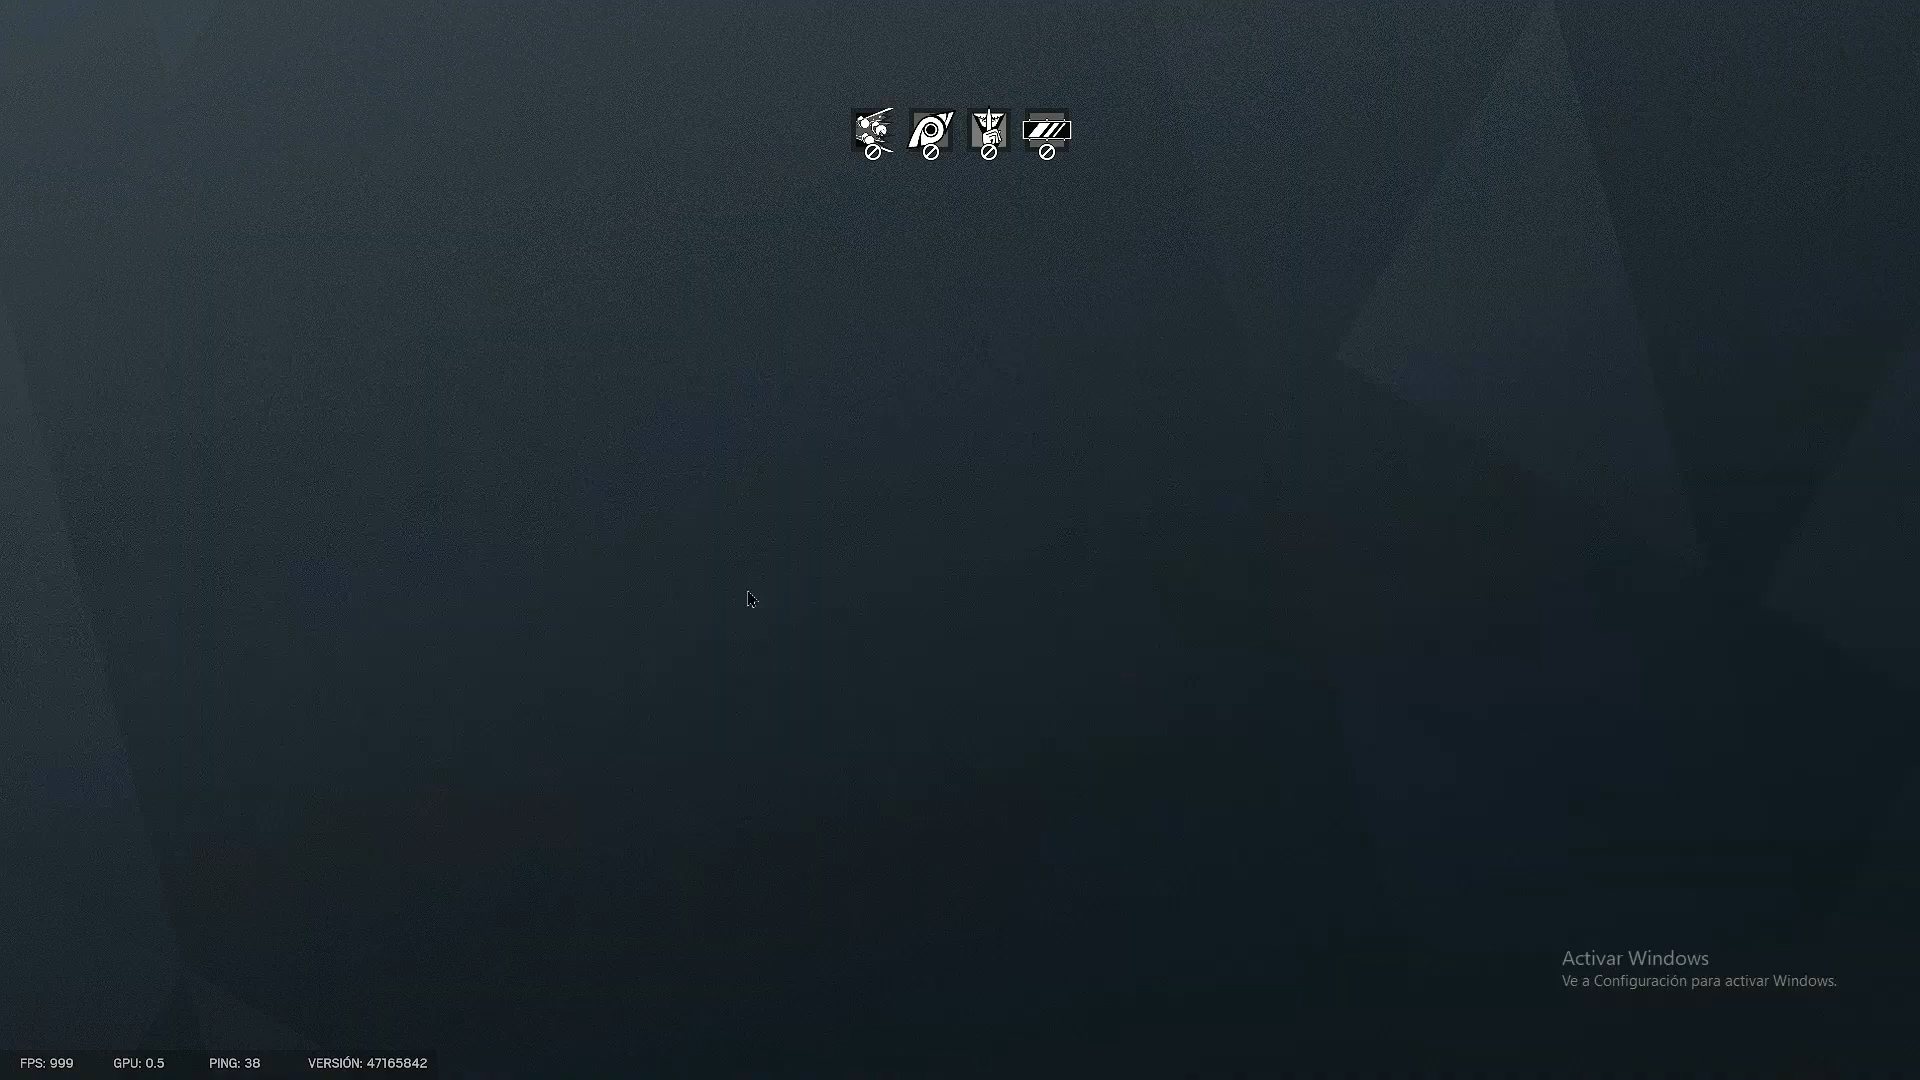 Activar Windows
Ve a Configuración para activar Windows.
FPS: 999 GPU: 0.5 PING: 38 VERSIÓN: 47165842